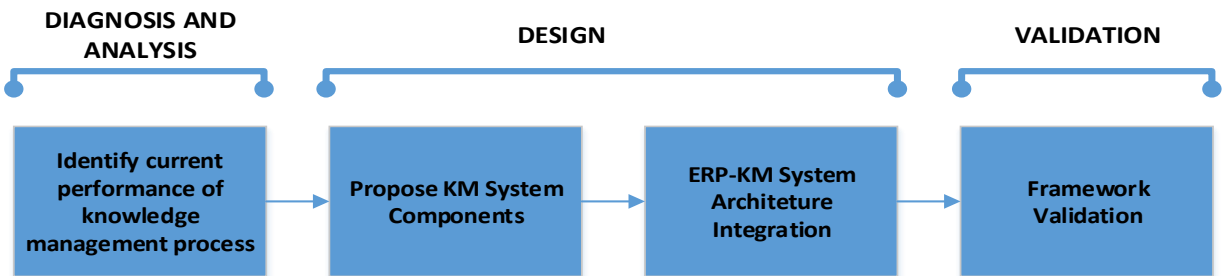 DIAGNOSIS AND
ANALYSIS
DESIGN
VALIDATION
Identify current
performance of
knowledge
management process
Propose KM System
Components
ERP-KM System
Architeture
Integration
Framework
Validation